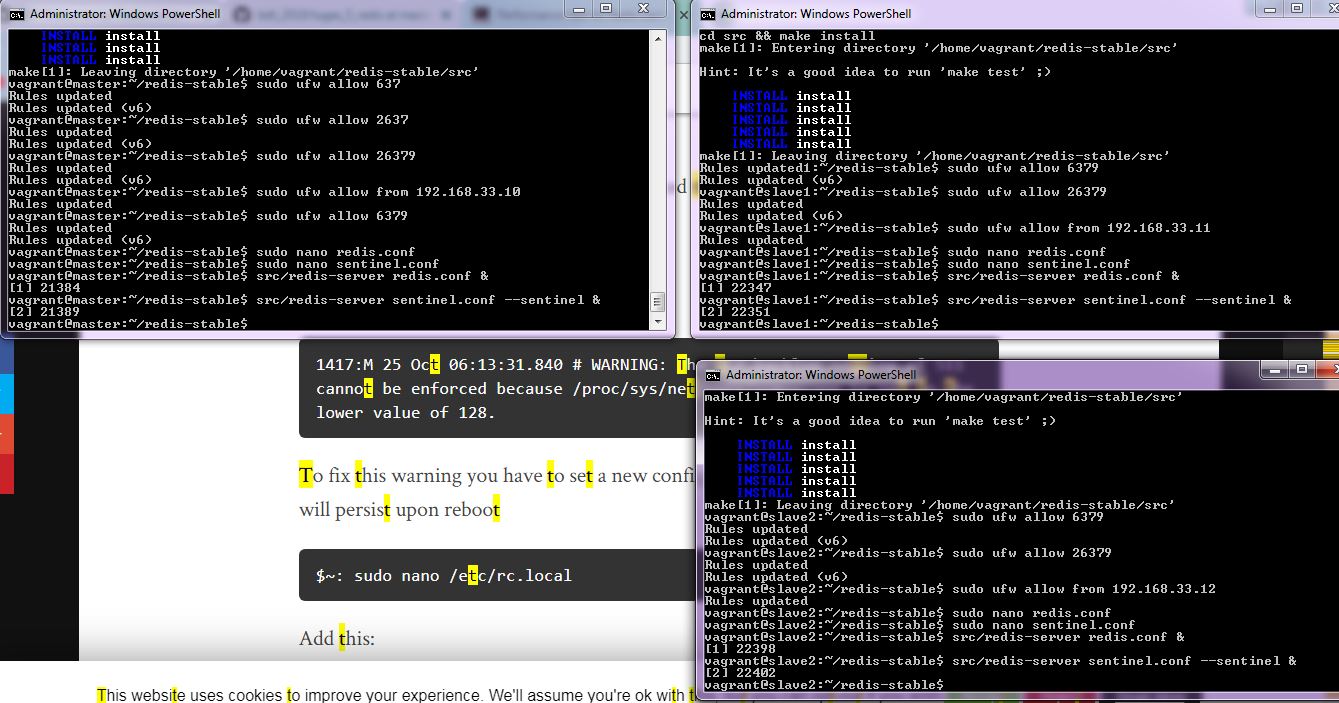 Administrator: Windows PowerShell
INSTALL install
INSTALL install
INSTALL install
make[1]: Leaving directory '/home/vagrant/redis-stable/src'
vagrant@master:~/redis-stable$ sudo ufw allow 637
Rules updated
Rules updated (v6)
vagrant@master:~/redis-stable$ sudo ufw allow 2637
Rules updated
Rules updated (v6)
vagrant@master:~/redis-stable$ sudo ufw allow 26379
Rules updated
Rules updated (v6)
vagrant@master:~/redis-stable$ sudo ufw allow from 192.168.33.10
Rules updated
vagrant@master:~/redis-stable$ sudo ufw allow 6379
Rules updated
Rules updated (v6)
vagrant@master:~/redis-stable$ sudo nano redis.conf
vagrant@master:~/redis-stable$ sudo nano sentinel.conf
vagrant@master:~/redis-stable$ src/redis-server redis.conf &
[1] 21384
vagrant@master:~/redis-stable$ src/redis-server sentinel.conf --sentinel &
[2] 21389
vagrant@master:~/redis-stable$
Administrator: Windows PowerShell
cd src && make install
make[1]: Entering directory '/home/vagrant/redis-stable/src'
Hint: It's a good idea to run 'make test' ;)
INSTALL install
INSTALL install
INSTALL install
INSTALL install
INSTALL install
make[1]: Leaving directory '/home/vagrant/redis-stable/src'
Rules updated1:~/redis-stable$ sudo ufw allow 6379
Rules updated (v6)
vagrant@slave1:~/redis-stable$ sudo ufw allow 26379
Rules updated
Rules updated (v6)
vagrant@slave1:~/redis-stable$ sudo ufw allow from 192.168.33.11
Rules updated
vagrant@slave1:~/redis-stable$ sudo nano redis.conf
vagrant@slave1:~/redis-stable$ sudo nano sentinel.conf
vagrant@slave1:~/redis-stable$ src/redis-server redis.conf &
[1] 22347
vagrant@slave1:~/redis-stable$ src/redis-server sentinel.conf --sentinel &
[2] 22351
vagrant@slave1:~/redis-stable$
d
1417:M 25 Oct 06:13:31.840 # WARNING: Th
cannot be enforced because /proc/sys/net
lower value of 128.
To fix this warning you have to set a new confi
will persist upon reboot
$~: sudo nano /etc/rc.local
Add this:
This website uses cookies to improve your experience. We'll assume you're ok with t
Administrator: Windows PowerShell
make[1]: Entering directory '/home/vagrant/redis-stable/src'
Hint: It's a good idea to run 'make test' ;)
INSTALL install
INSTALL install
INSTALL install
INSTALL install
INSTALL install
make[1]: Leaving directory '/home/vagrant/redis-stable/src'
vagrant@slave2:~/redis-stable$ sudo ufw allow 6379
Rules updated
Rules updated (v6)
vagrant@slave2:~/redis-stable$ sudo ufw allow 26379
Rules updated
Rules updated (v6)
vagrant@slave2:~/redis-stable$ sudo ufw allow from 192.168.33.12
Rules updated
vagrant@slave2:~/redis-stable$ sudo nano redis.conf
vagrant@slave2:~/redis-stable$ sudo nano sentinel.conf
vagrant@slave2:~/redis-stable$ src/redis-server redis.conf &
[1] 22398
vagrant@slave2:~/redis-stable$ src/redis-server sentinel.conf --sentinel &
[2] 22402
vagrant@slave2:~/redis-stable$